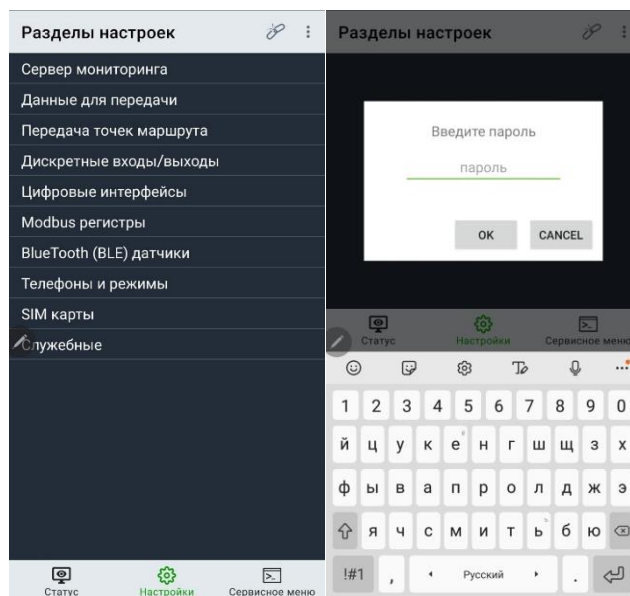 Разделы настроек
Сервер мониторинга
Данные для передачи
Передача точек маршрута
Дискретные входы/выходы
Цифровые интерфейсы
Modbus регистры
BlueTooth (BLE) датчики
Телефоны и режимы
SIM карты
Служебные
Статус
Настройки
Сервисное меню
Разделы настроек
Введите пароль
пароль
OK
CANCEL
Статус
Настройки
Сервисное меню
1 2 3 4 5 6 7 8 9 0
й ц у к е н г ш щ з х
ф ы в а п р о л д ж э
я ч с м и т ь б ю
!#1 , Русский .